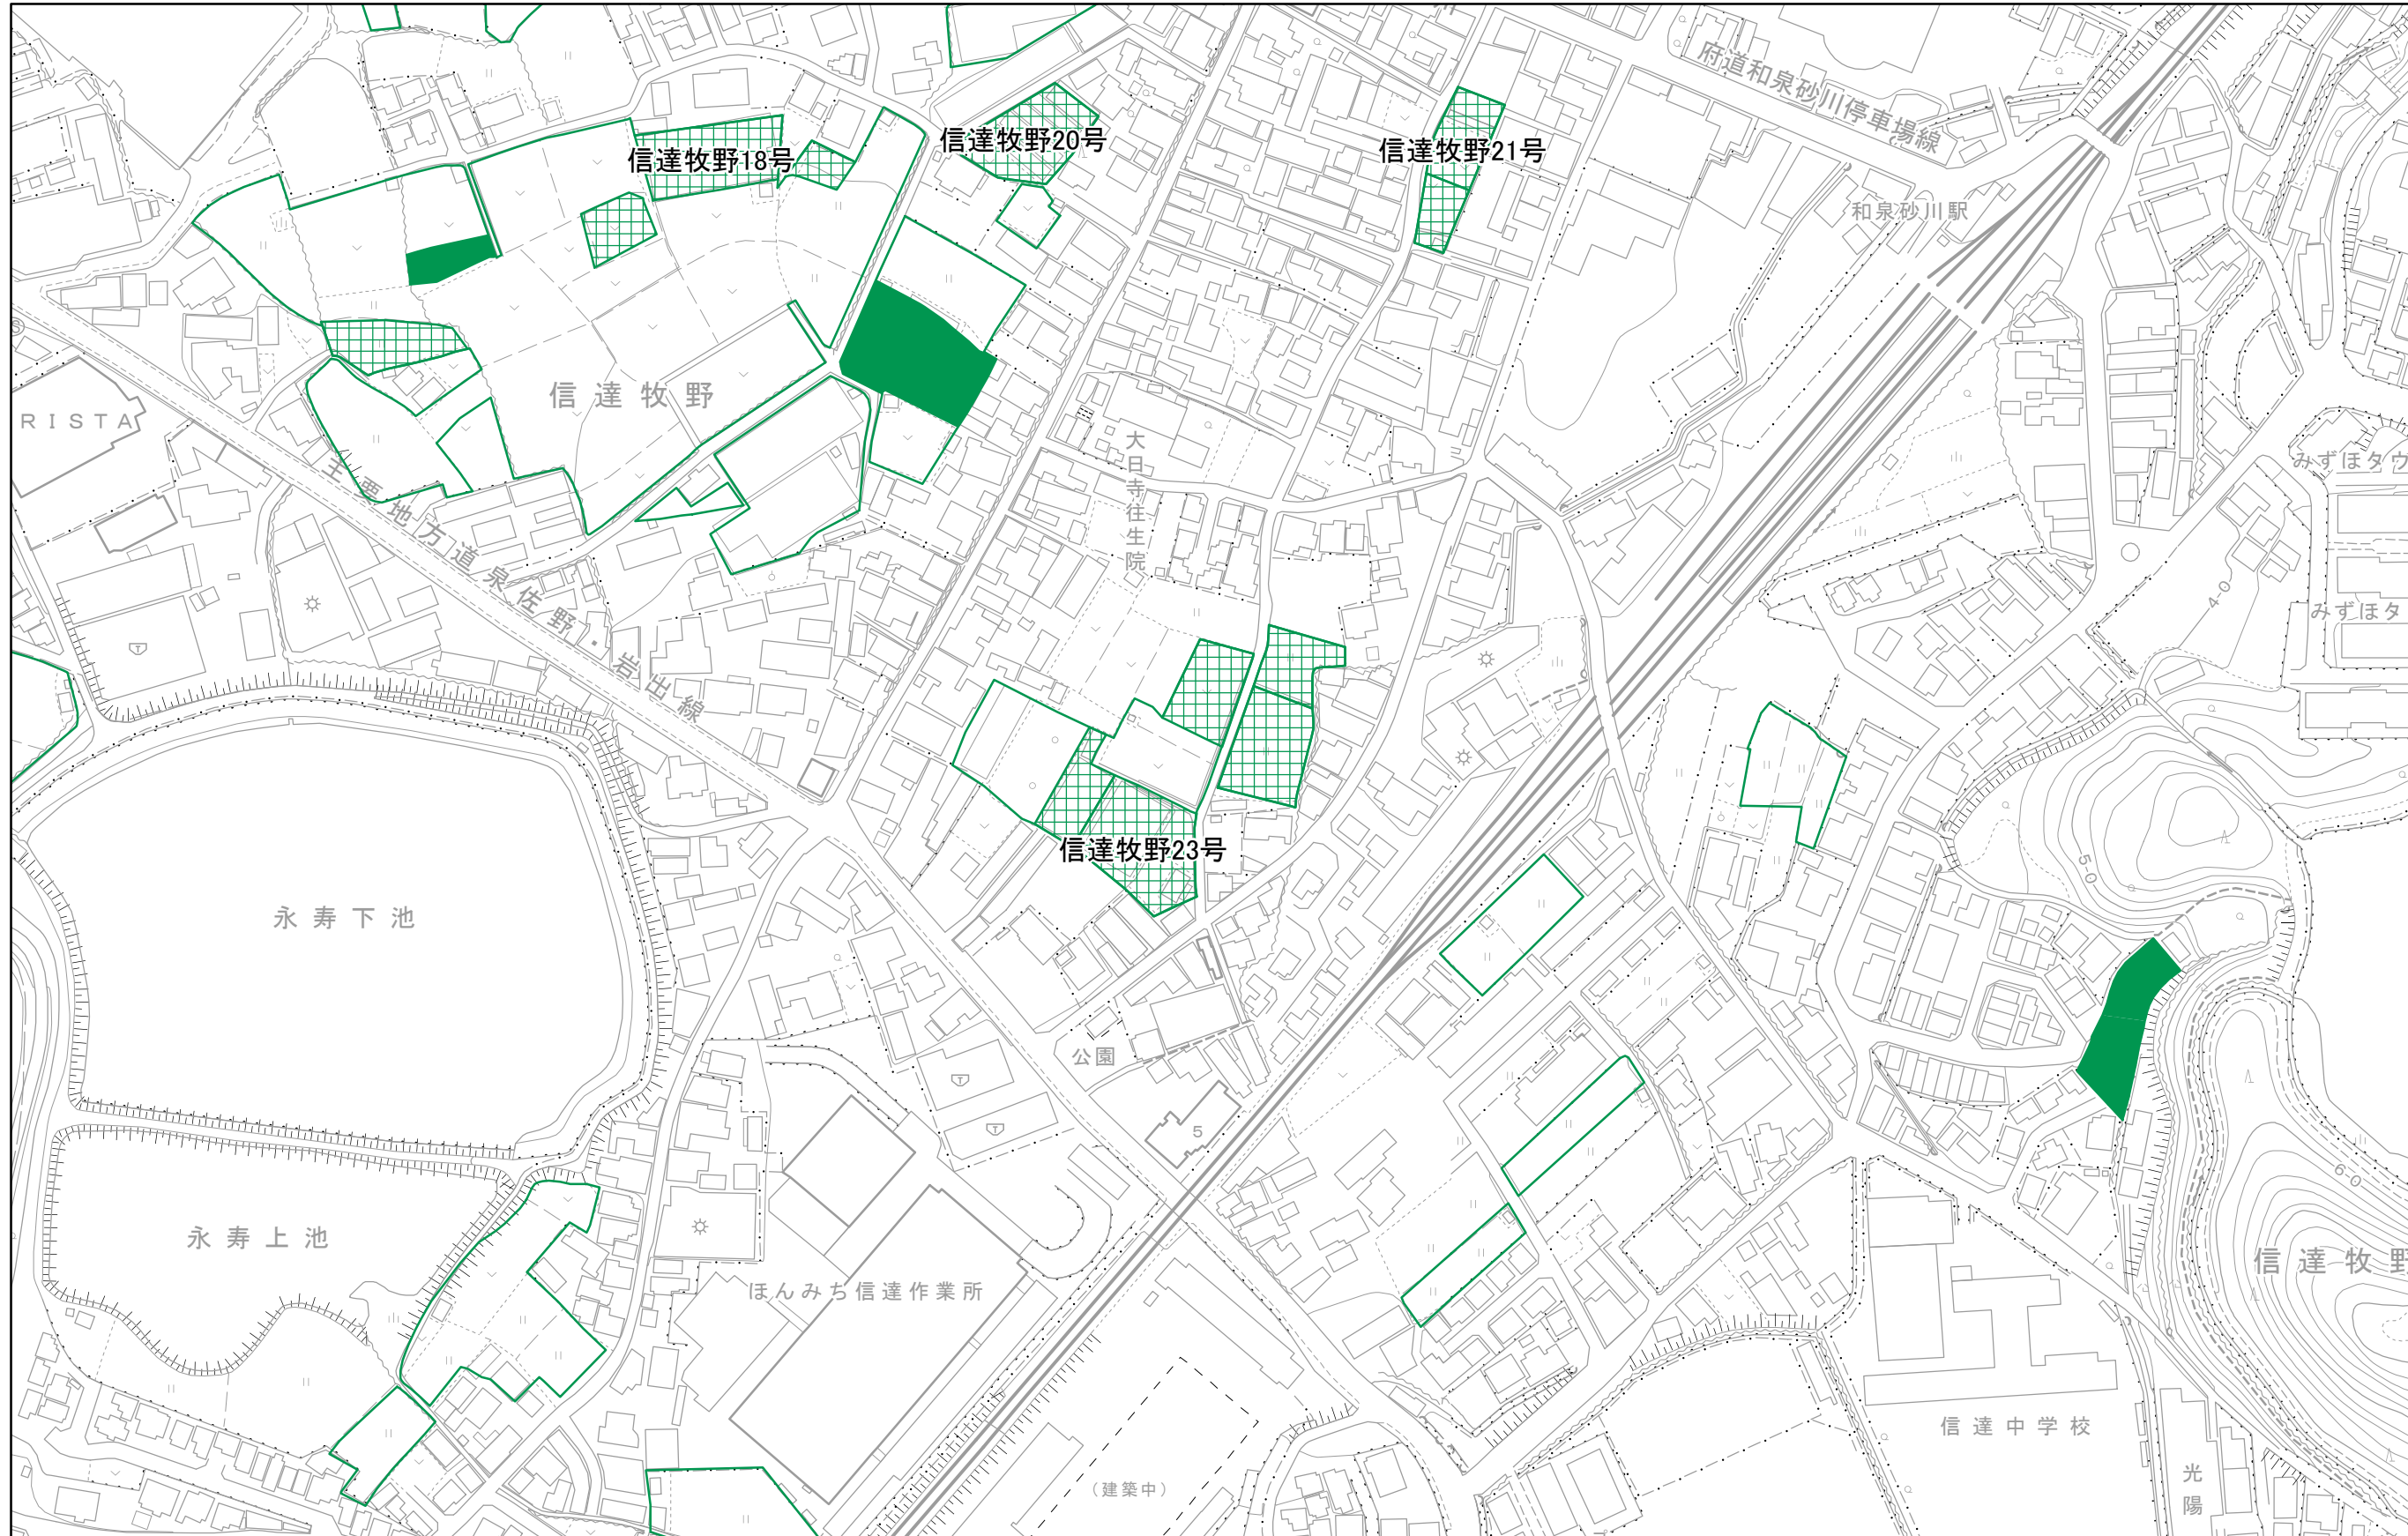 府道和泉砂川停車場線
信達牧野18号
信達牧野20号
信達牧野21号
和泉砂川駅
信達牧野
RISTA
大日寺往生院
みずほタウ
主要地方道泉佐野・岩出線
4-0
みずほタ
信達牧野23号
50
永寿下池
公園
5
60
永寿上池
信達牧野
ほんみち信達作業所
信達中学校
光陽
(建築中)